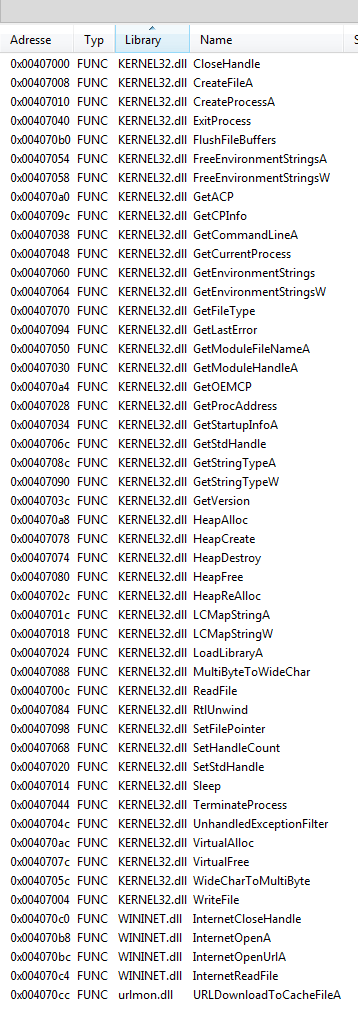 Adresse Typ Library Name S
0x00407000 FUNC KERNEL32.dll CloseHandle
0x00407008 FUNC KERNEL32.dll CreateFileA
0x00407010 FUNC KERNEL32.dll CreateProcessA
0x00407040 FUNC KERNEL32.dll ExitProcess
0x004070b0 FUNC KERNEL32.dll FlushFileBuffers
0x00407054 FUNC KERNEL32.dll FreeEnvironmentStringsA
0x00407058 FUNC KERNEL32.dll FreeEnvironmentStringsW
0x004070a0 FUNC KERNEL32.dll GetACP
0x0040709c FUNC KERNEL32.dll GetCPInfo
0x00407038 FUNC KERNEL32.dll GetCommandLineA
0x00407048 FUNC KERNEL32.dll GetCurrentProcess
0x00407060 FUNC KERNEL32.dll GetEnvironmentStrings
0x00407064 FUNC KERNEL32.dll GetEnvironmentStringsW
0x00407070 FUNC KERNEL32.dll GetFileType
0x00407094 FUNC KERNEL32.dll GetLastError
0x00407050 FUNC KERNEL32.dll GetModuleFileNameA
0x00407030 FUNC KERNEL32.dll GetModuleHandleA
0x004070a4 FUNC KERNEL32.dll GetOEMCP
0x00407028 FUNC KERNEL32.dll GetProcAddress
0x00407034 FUNC KERNEL32.dll GetStartupInfoA
0x0040706c FUNC KERNEL32.dll GetStdHandle
0x0040708c FUNC KERNEL32.dll GetStringTypeA
0x00407090 FUNC KERNEL32.dll GetStringTypeW
0x0040703c FUNC KERNEL32.dll GetVersion
0x004070a8 FUNC KERNEL32.dll HeapAlloc
0x00407078 FUNC KERNEL32.dll HeapCreate
0x00407074 FUNC KERNEL32.dll HeapDestroy
0x00407080 FUNC KERNEL32.dll HeapFree
0x0040702c FUNC KERNEL32.dll HeapReAlloc
0x0040701c FUNC KERNEL32.dll LCMapStringA
0x00407018 FUNC KERNEL32.dll LCMapStringW
0x00407024 FUNC KERNEL32.dll LoadLibraryA
0x00407088 FUNC KERNEL32.dll MultiByteToWideChar
0x0040700c FUNC KERNEL32.dll ReadFile
0x00407084 FUNC KERNEL32.dll RtlUnwind
0x00407098 FUNC KERNEL32.dll SetFilePointer
0x00407068 FUNC KERNEL32.dll SetHandleCount
0x00407020 FUNC KERNEL32.dll SetStdHandle
0x00407014 FUNC KERNEL32.dll Sleep
0x00407044 FUNC KERNEL32.dll TerminateProcess
0x0040704c FUNC KERNEL32.dll UnhandledExceptionFilter
0x004070ac FUNC KERNEL32.dll VirtualAlloc
0x0040707c FUNC KERNEL32.dll VirtualFree
0x0040705c FUNC KERNEL32.dll WideCharToMultiByte
0x00407004 FUNC KERNEL32.dll WriteFile
0x004070c0 FUNC WININET.dll InternetCloseHandle
0x004070b8 FUNC WININET.dll InternetOpenA
0x004070bc FUNC WININET.dll InternetOpenUrlA
0x004070c4 FUNC WININET.dll InternetReadFile
0x004070cc FUNC urlmon.dll URLDownloadToCacheFileA